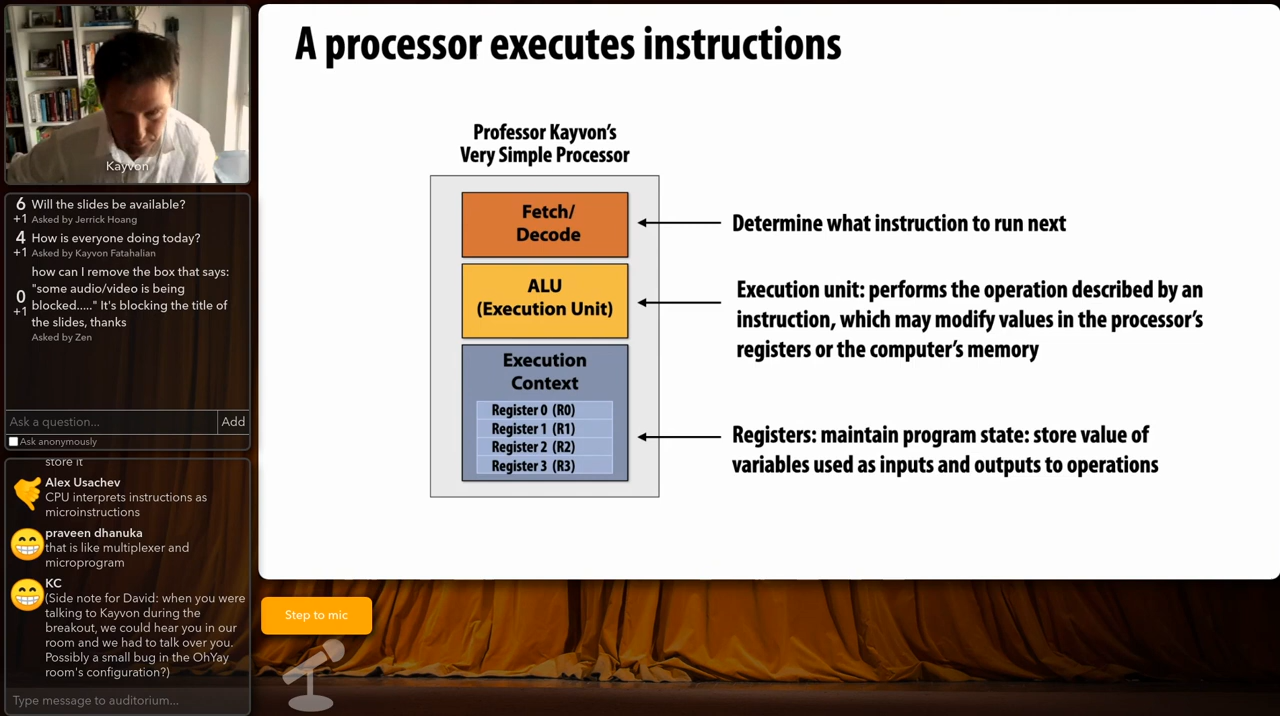 Kayvon
6 Will the slides be available?
+1 Asked by Jerrick Hoang
4 How is everyone doing today?
+1 Asked by Kayvon Fatahalian
how can I remove the box that says:
"some audio/video is being
0 blocked....." It's blocking the title of
+1 the slides, thanks
Asked by Zen
Ask a question...
Add
Ask anonymously
store it
Alex Usachev
CPU interprets instructions as
microinstructions
praveen dhanuka
that is like multiplexer and
microprogram
KC
(Side note for David: when you were
talking to Kayvon during the
breakout, we could hear you in our
room and we had to talk over you.
Possibly a small bug in the OhYay
room's configuration?)
Type message to auditorium...
A processor executes instructions
Professor Kayvon's
Very Simple Processor
Fetch/
Decode
Determine what instruction to run next
ALU
(Execution Unit)
Execution unit: performs the operation described by an
instruction, which may modify values in the processor's
registers or the computer's memory
Execution
Context
Register 0 (R0)
Register 1 (R1)
Register 2 (R2)
Register 3 (R3)
Registers: maintain program state: store value of
variables used as inputs and outputs to operations
Step to mic